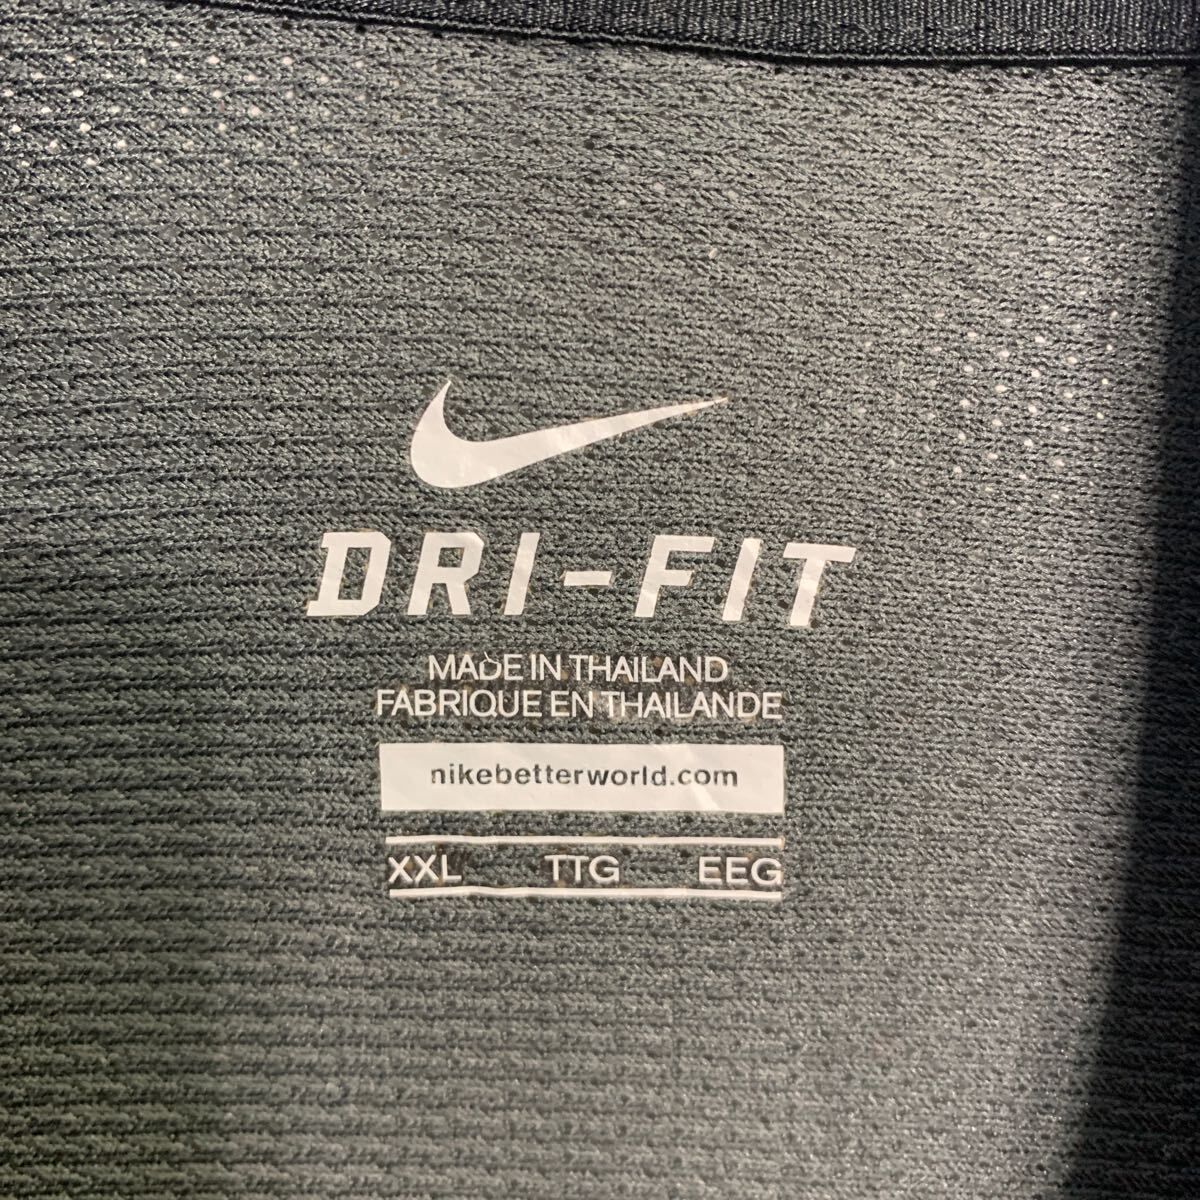 DRI-FIT
MADE IN THAILAND
FABRIQUE EN THAILANDE
nikebetterworld.com
XXL TTG EEG